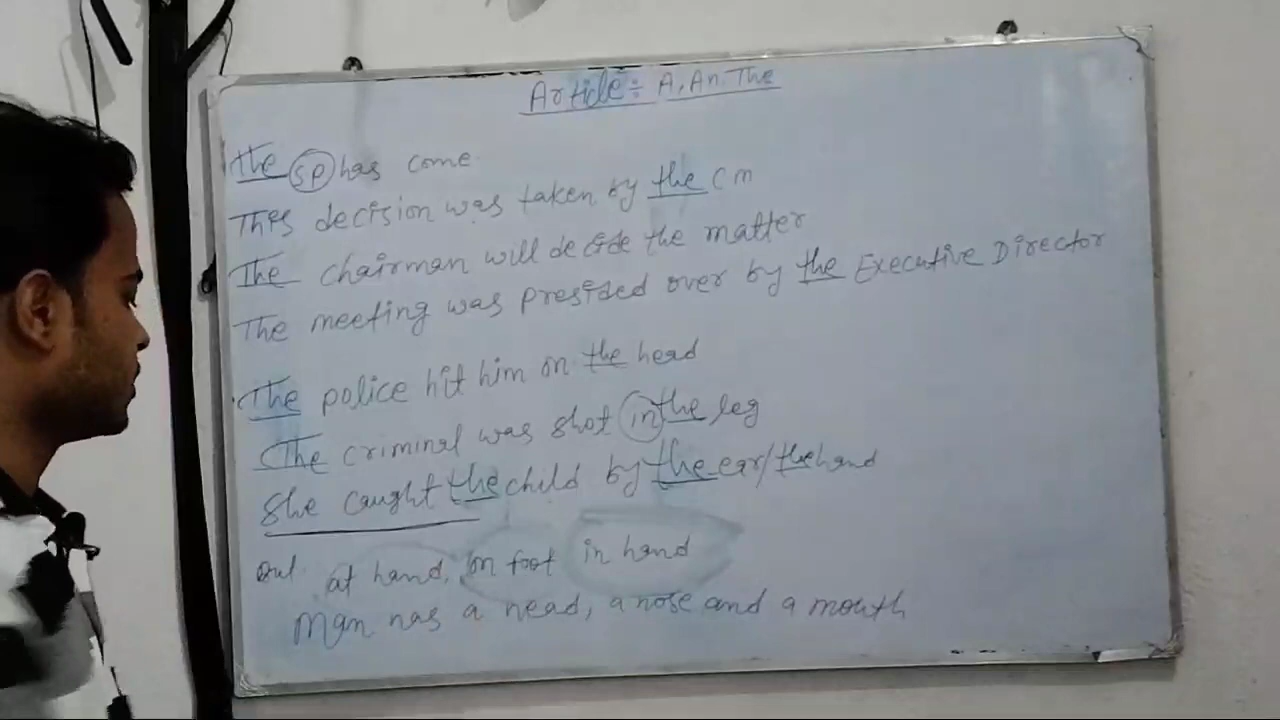 Article÷ A, An. The
the SP has come
This decision was taken by the CM
The chairman will decide the matter
The meeting was presided over by the Executive Director
The police hit him on the head
The criminal was shot in the leg
She caught the child by the ear/the hand
But at hand, on foot in hand
Man has a head, a nose and a mouth